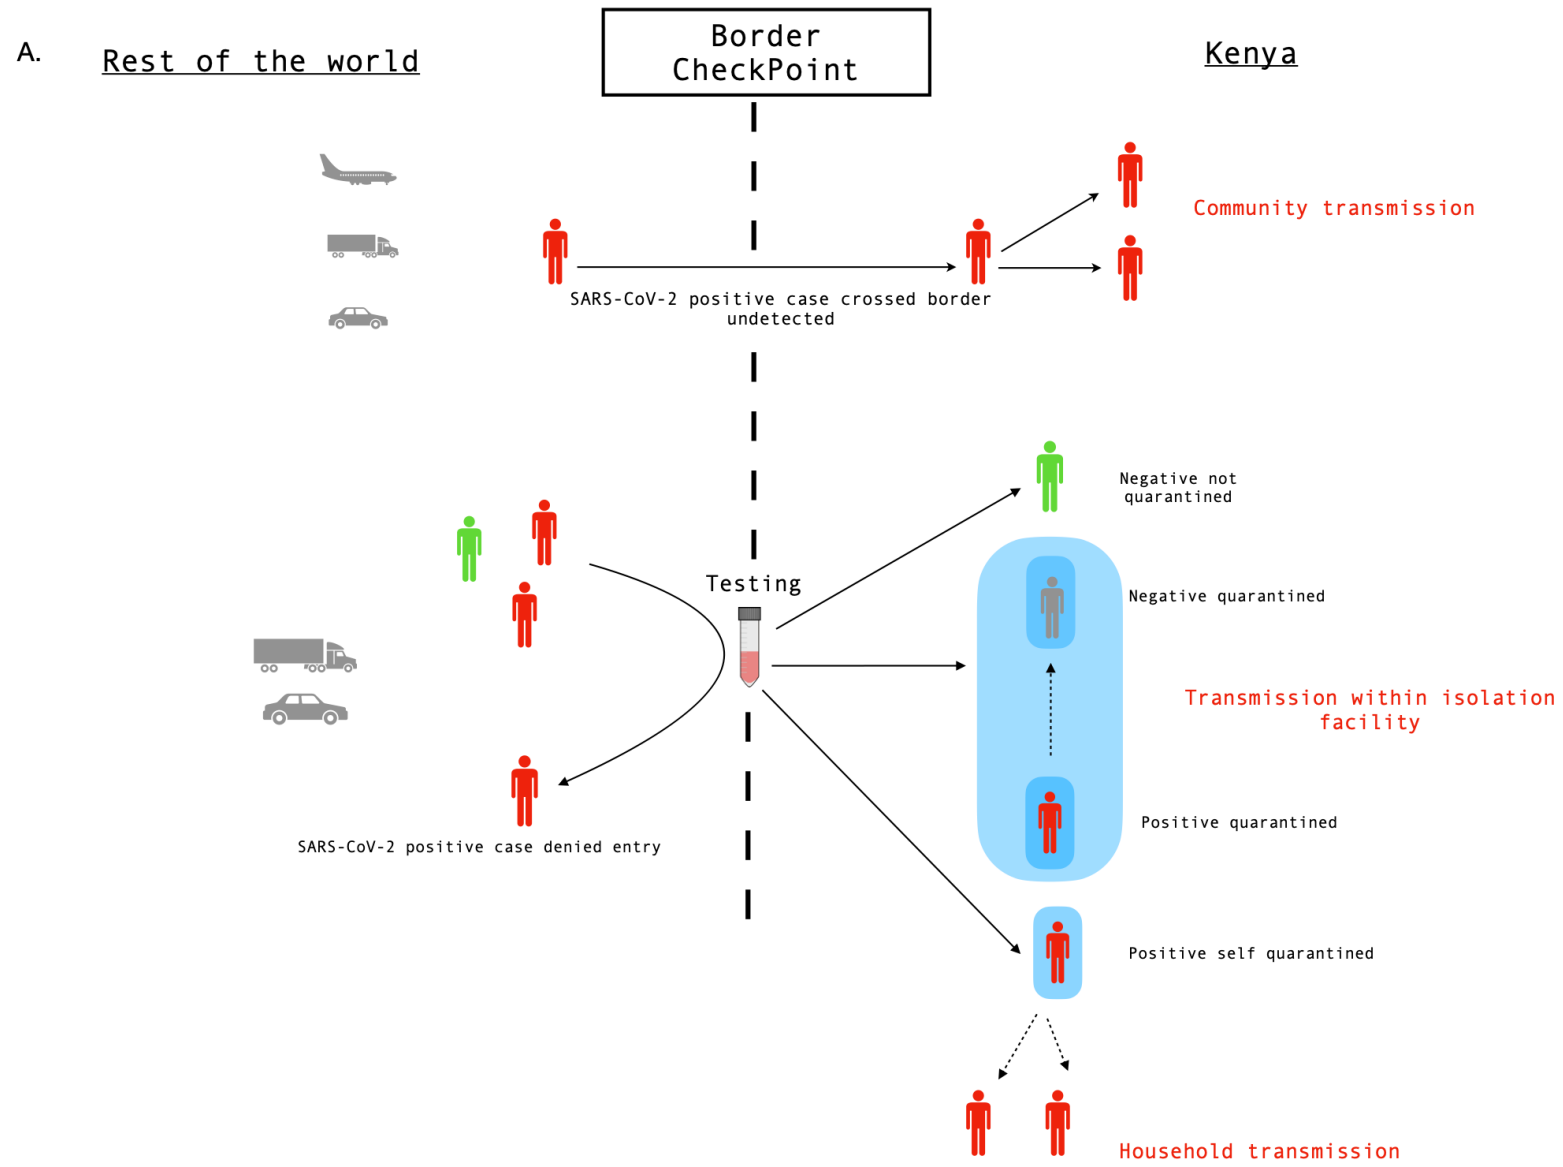 A.
Rest of the world
Border
CheckPoint
Kenya
Community transmission
SARS-CoV-2 positive case crossed border
undetected
Negative not
quarantined
Testing
Negative quarantined
Transmission within isolation
facility
Positive quarantined
SARS-CoV-2 positive case denied entry
Positive self quarantined
Household transmission